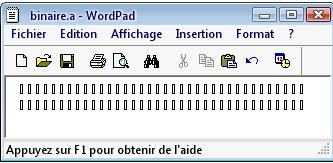 binaire.a - WordPad
Fichier Edition Affichage Insertion Format ?
▯▯▯▯▯▯▯▯▯▯▯▯▯▯▯▯▯▯▯▯▯▯▯▯▯▯▯▯▯▯▯▯
▯▯▯▯▯▯▯▯▯▯▯▯▯▯▯▯▯▯▯▯▯▯▯▯▯▯▯▯▯▯▯▯
Appuyez sur F1 pour obtenir de l'aide